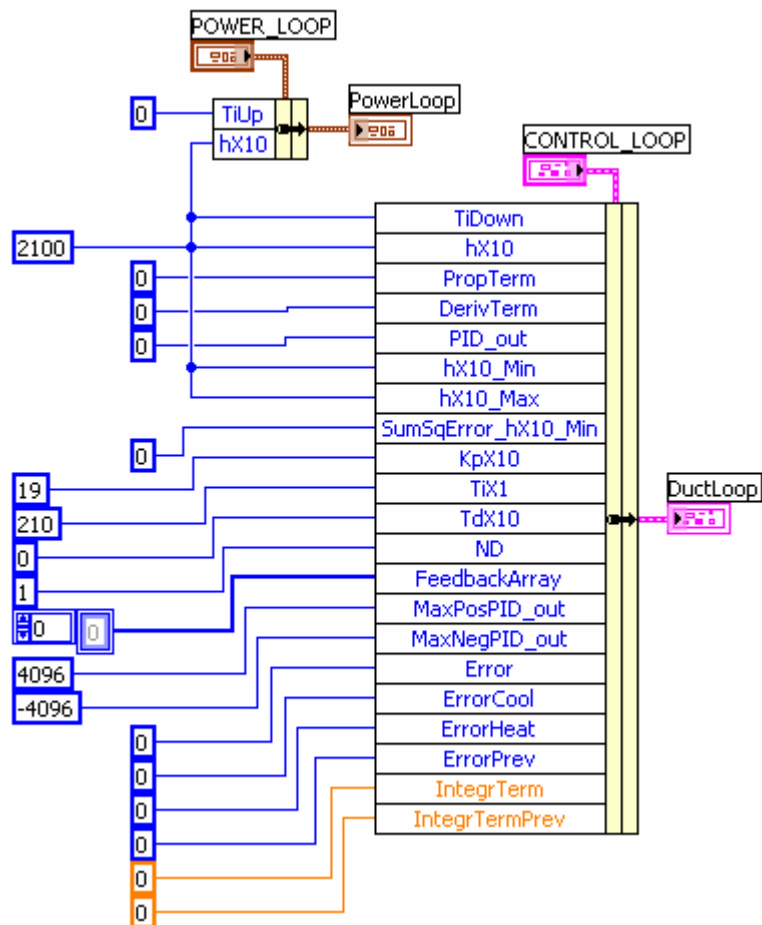 POWER_LOOP
PowerLoop
0
TiUp
hX10
CONTROL_LOOP
TiDown
2100
hX10
0
PropTerm
0
DerivTerm
0
PID_out
hX10_Min
hX10_Max
0
SumSqError_hX10_Min
KpX10
19
TiX1
DuctLoop
210
TdX10
0
ND
1
FeedbackArray
0
0
MaxPosPID_out
MaxNegPID_out
4096
Error
-4096
ErrorCool
0
ErrorHeat
0
ErrorPrev
0
IntegrTerm
0
IntegrTermPrev
0
0